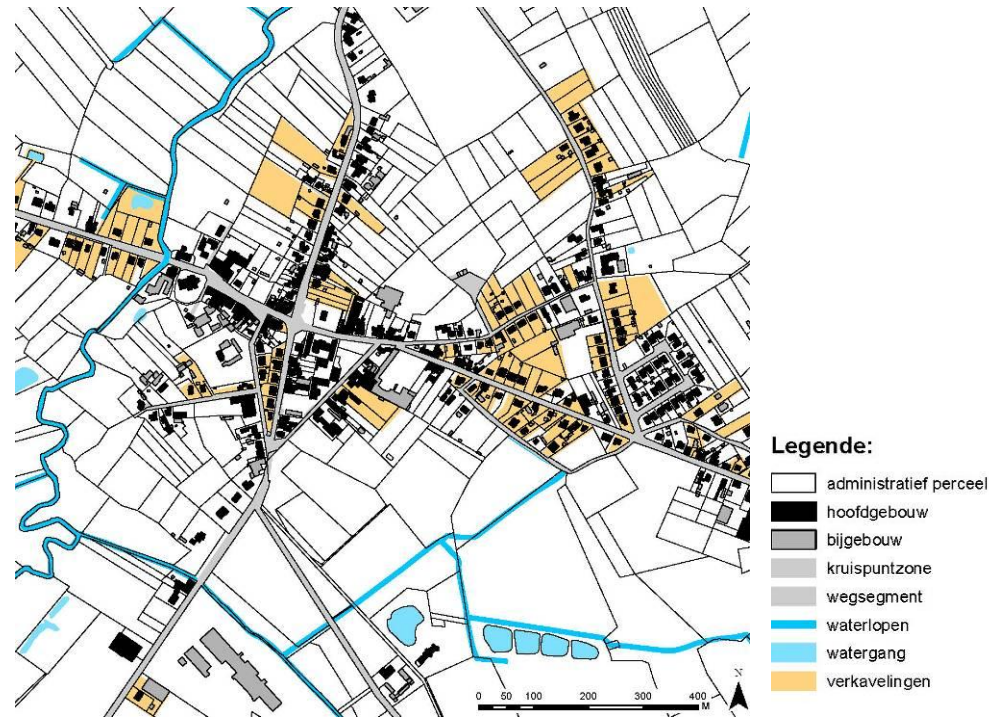 Legende:
administratief perceel
hoofdgebouw
bijgebouw
kruispuntzone
wegsegment
waterlopen
watergang
verkavelingen
N
0 50 100 200 300 400
M